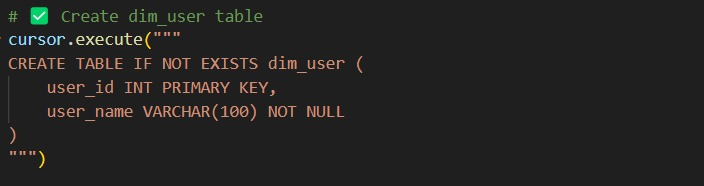 # ✅ Create dim_user table
cursor.execute("""
CREATE TABLE IF NOT EXISTS dim_user (
    user_id INT PRIMARY KEY,
    user_name VARCHAR(100) NOT NULL
)
""")